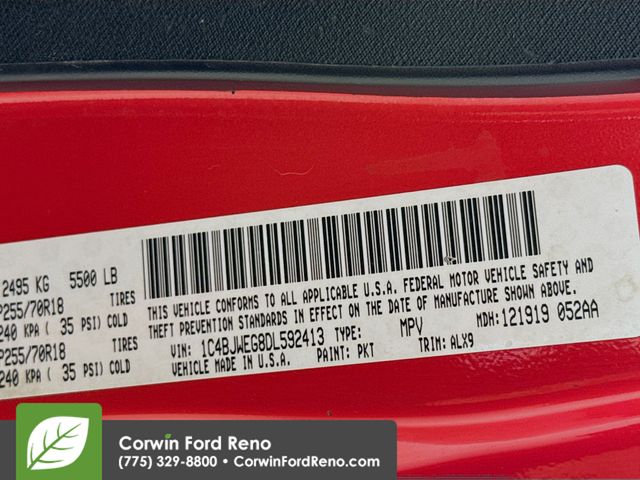 2495 KG 5500 LB
P255/70R18 TIRES
240 KPA ( 35 PSI) COLD
P255/70R18 TIRES
240 KPA ( 35 PSI) COLD
THIS VEHICLE CONFORMS TO ALL APPLICABLE U.S.A. FEDERAL MOTOR VEHICLE SAFETY AND
THEFT PREVENTION STANDARDS IN EFFECT ON THE DATE OF MANUFACTURE SHOWN ABOVE.
VIN: 1C4BJWEG8DL592413 TYPE: MPV MDH: 121919 052AA
VEHICLE MADE IN U.S.A. PAINT: PKT TRIM: ALX9
Corwin Ford Reno
(775) 329-8800 • CorwinFordReno.com